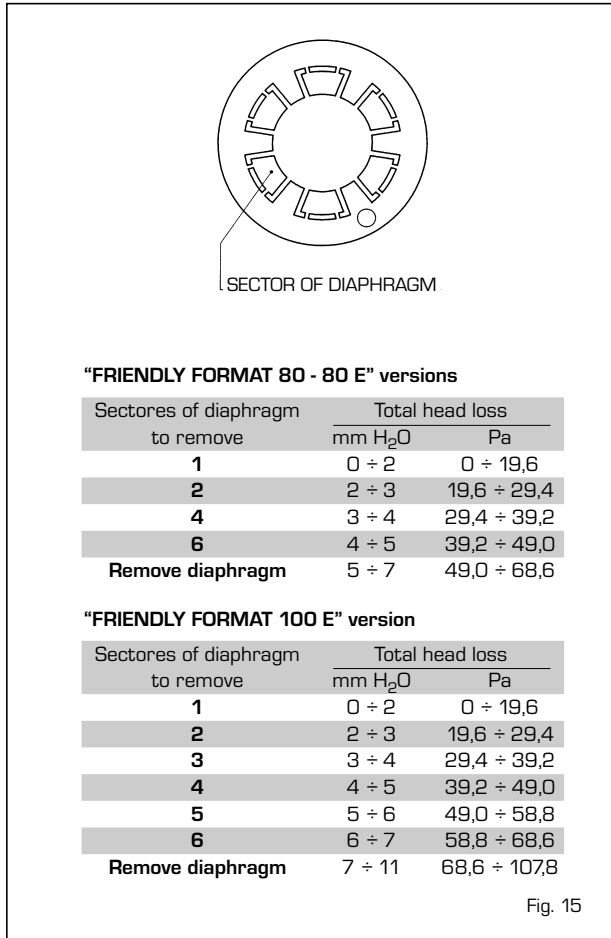 SECTOR OF DIAPHRAGM
“FRIENDLY FORMAT 80 - 80 E” versions
Sectores of diaphragm Total head loss
to remove mm H₂O Pa
1 0 ÷ 2 0 ÷ 19,6
2 2 ÷ 3 19,6 ÷ 29,4
4 3 ÷ 4 29,4 ÷ 39,2
6 4 ÷ 5 39,2 ÷ 49,0
Remove diaphragm 5 ÷ 7 49,0 ÷ 68,6
“FRIENDLY FORMAT 100 E” version
Sectores of diaphragm Total head loss
to remove mm H₂O Pa
1 0 ÷ 2 0 ÷ 19,6
2 2 ÷ 3 19,6 ÷ 29,4
3 3 ÷ 4 29,4 ÷ 39,2
4 4 ÷ 5 39,2 ÷ 49,0
5 5 ÷ 6 49,0 ÷ 58,8
6 6 ÷ 7 58,8 ÷ 68,6
Remove diaphragm 7 ÷ 11 68,6 ÷ 107,8
Fig. 15